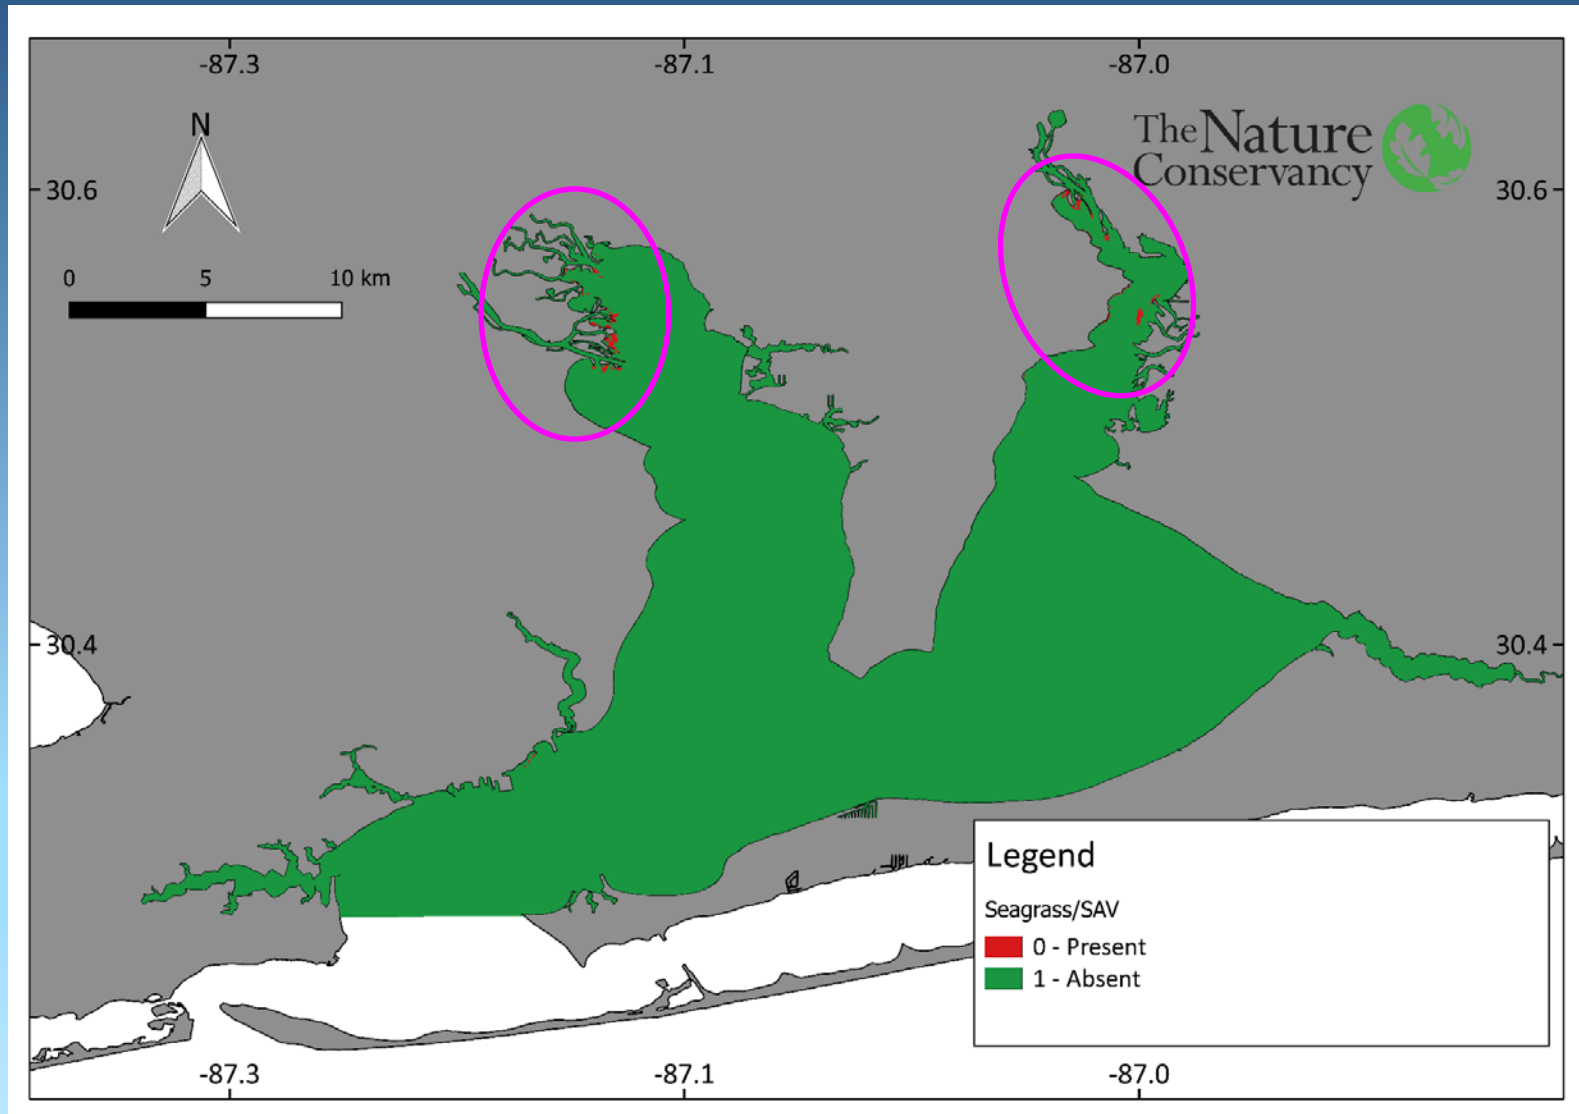 -87.3 -87.1 -87.0
N
The Nature
Conservancy
30.6 30.6
0 5 10 km
30.4 30.4
Legend
Seagrass/SAV
0 - Present
1 - Absent
-87.3 -87.1 -87.0